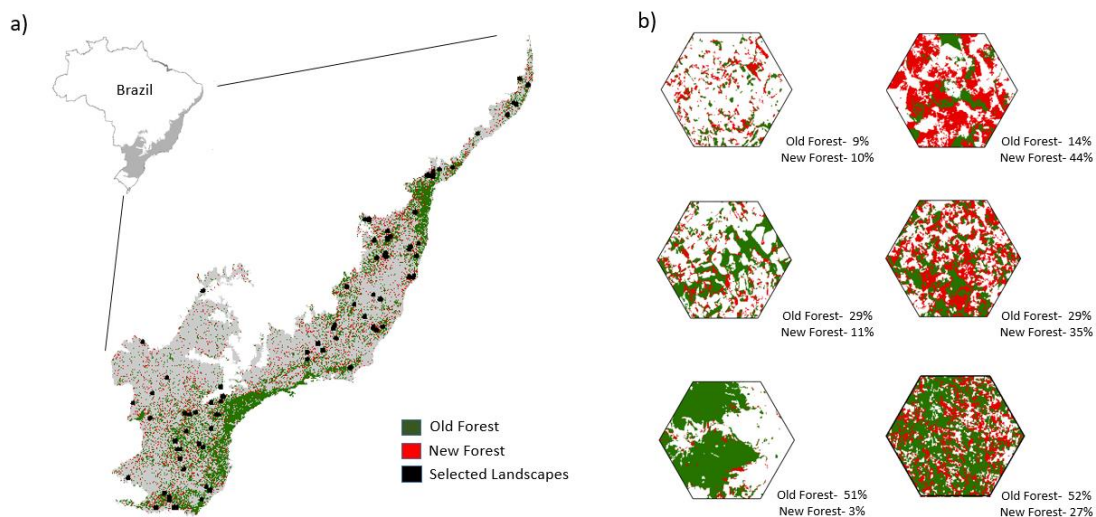 a)
Brazil
Old Forest
New Forest
Selected Landscapes
b)
Old Forest- 9%
New Forest- 10%
Old Forest- 14%
New Forest- 44%
Old Forest- 29%
New Forest- 11%
Old Forest- 29%
New Forest- 35%
Old Forest- 51%
New Forest- 3%
Old Forest- 52%
New Forest- 27%